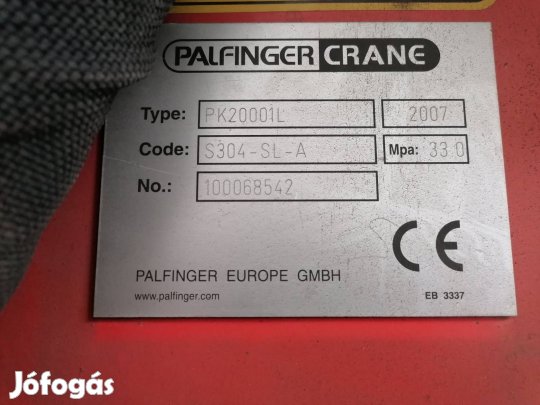 PALFINGER CRANE
Type: PK20001L 2007
Code: S304-SL-A Mpa: 33.0
No.: 100068542
CE
PALFINGER EUROPE GMBH
www.palfinger.com EB 3337
Jófogás